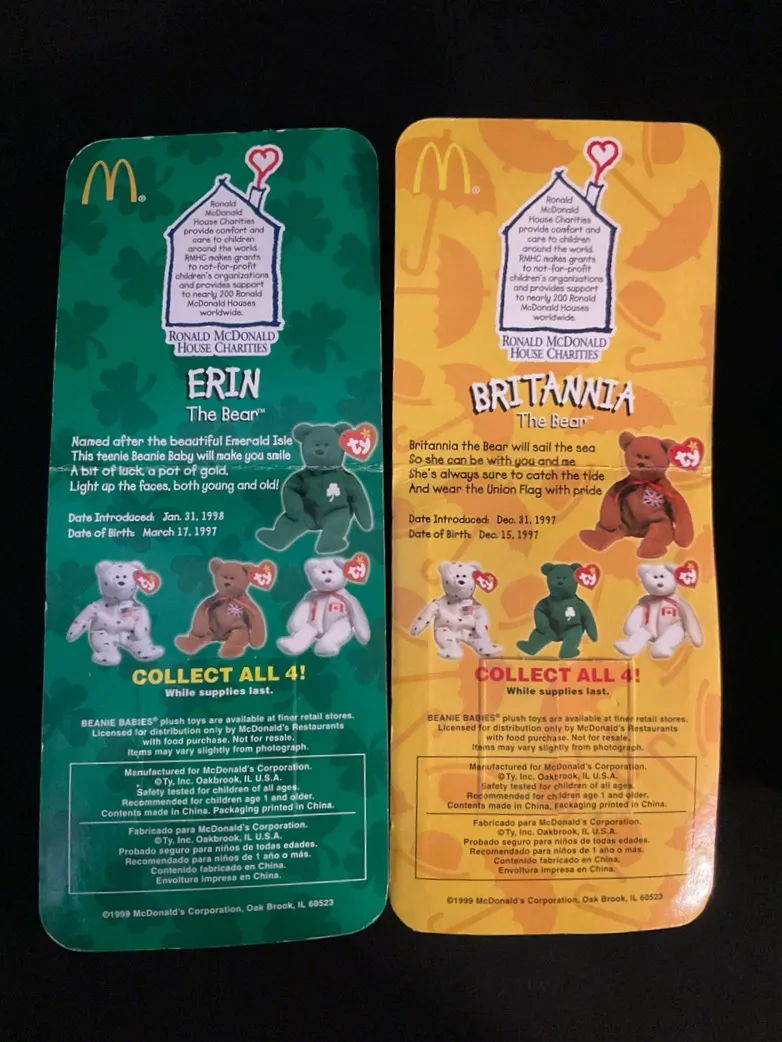 M®
Ronald
McDonald
House Charities
provide comfort and
care to children
around the world.
RMHC makes grants
to not-for-profit
children's organizations
and provides support
to nearly 200 Ronald
McDonald Houses
worldwide.
RONALD MCDONALD
HOUSE CHARITIES
ERIN
The Bear™
Named after the beautiful Emerald Isle
This teenie Beanie Baby will make you smile
A bit of luck, a pot of gold,
Light up the faces, both young and old!
Date Introduced: Jan. 31, 1998
Date of Birth: March 17, 1997
ty
ty
ty
ty
COLLECT ALL 4!
While supplies last.
BEANIE BABIES® plush toys are available at finer retail stores.
Licensed for distribution only by McDonald's Restaurants
with food purchase. Not for resale.
Items may vary slightly from photograph.
Manufactured for McDonald's Corporation.
©Ty, Inc. Oakbrook, IL U.S.A.
Safety tested for children of all ages.
Recommended for children age 1 and older.
Contents made in China. Packaging printed in China.
Fabricado para McDonald's Corporation.
©Ty, Inc. Oakbrook, IL U.S.A.
Probado seguro para niños de todas edades.
Recomendado para niños de 1 año o más.
Contenido fabricado en China.
Envoltura impresa en China.
©1999 McDonald's Corporation, Oak Brook, IL 60523
M®
Ronald
McDonald
House Charities
provide comfort and
care to children
around the world.
RMHC makes grants
to not-for-profit
children's organizations
and provides support
to nearly 200 Ronald
McDonald Houses
worldwide.
RONALD MCDONALD
HOUSE CHARITIES
BRITANNIA
The Bear™
Britannia the Bear will sail the sea
So she can be with you and me
She's always sure to catch the tide
And wear the Union Flag with pride
Date Introduced: Dec. 31, 1997
Date of Birth: Dec. 15, 1997
ty
ty
ty
ty
COLLECT ALL 4!
While supplies last.
BEANIE BABIES® plush toys are available at finer retail stores.
Licensed for distribution only by McDonald's Restaurants
with food purchase. Not for resale.
Items may vary slightly from photograph.
Manufactured for McDonald's Corporation.
©Ty, Inc. Oakbrook, IL U.S.A.
Safety tested for children of all ages.
Recommended for children age 1 and older.
Contents made in China. Packaging printed in China.
Fabricado para McDonald's Corporation.
©Ty, Inc. Oakbrook, IL U.S.A.
Probado seguro para niños de todas edades.
Recomendado para niños de 1 año o más.
Contenido fabricado en China.
Envoltura impresa en China.
©1999 McDonald's Corporation, Oak Brook, IL 60523